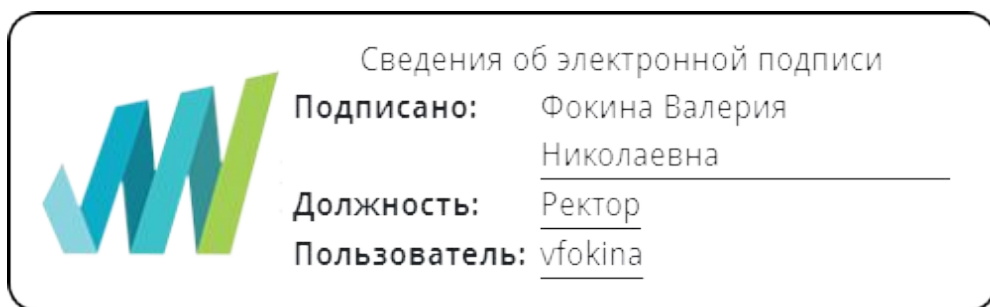 Сведения об электронной подписи
Подписано: Фокина Валерия
Николаевна
Должность: Ректор
Пользователь: vfokina